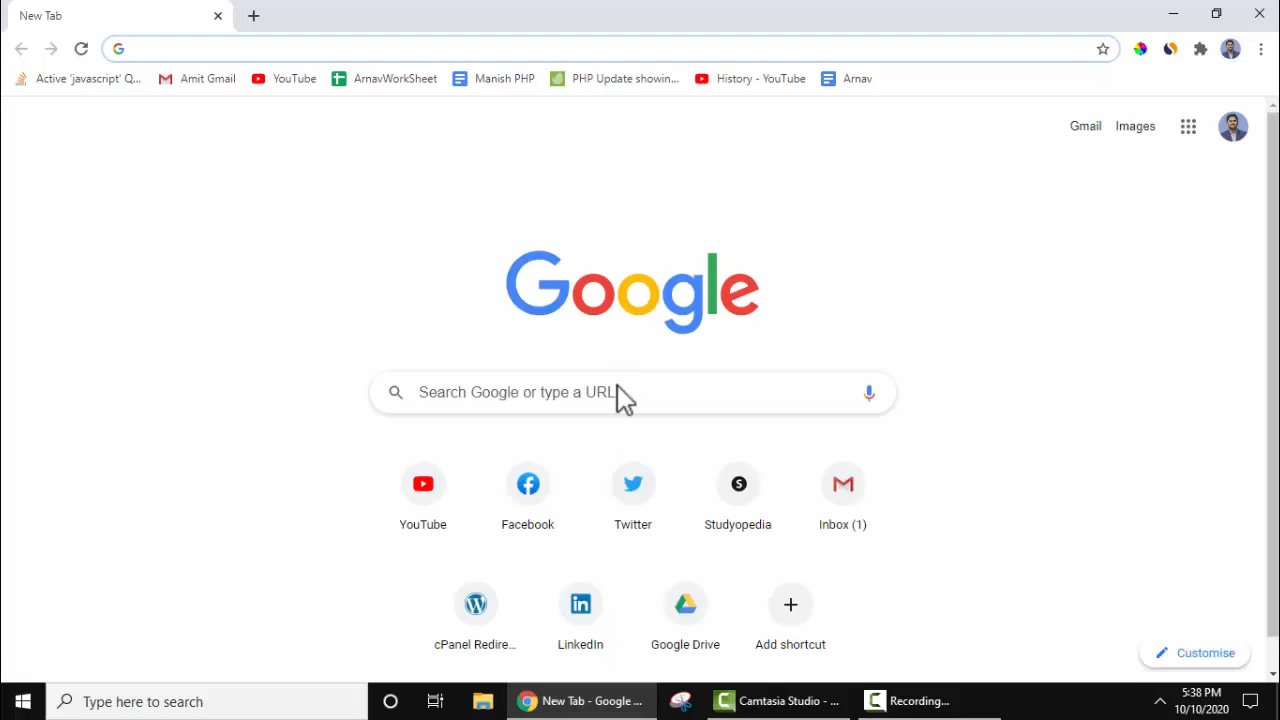 New Tab
Active 'javascript' Q...
Amit Gmail
YouTube
ArnavWorkSheet
Manish PHP
PHP Update showin...
History - YouTube
Arnav
Gmail
Images
Google
Search Google or type a URL
YouTube
Facebook
Twitter
S
Studyopedia
Inbox (1)
cPanel Redire...
LinkedIn
Google Drive
Add shortcut
Customise
Type here to search
New Tab - Google ...
Camtasia Studio - ...
Recording...
5:38 PM
10/10/2020